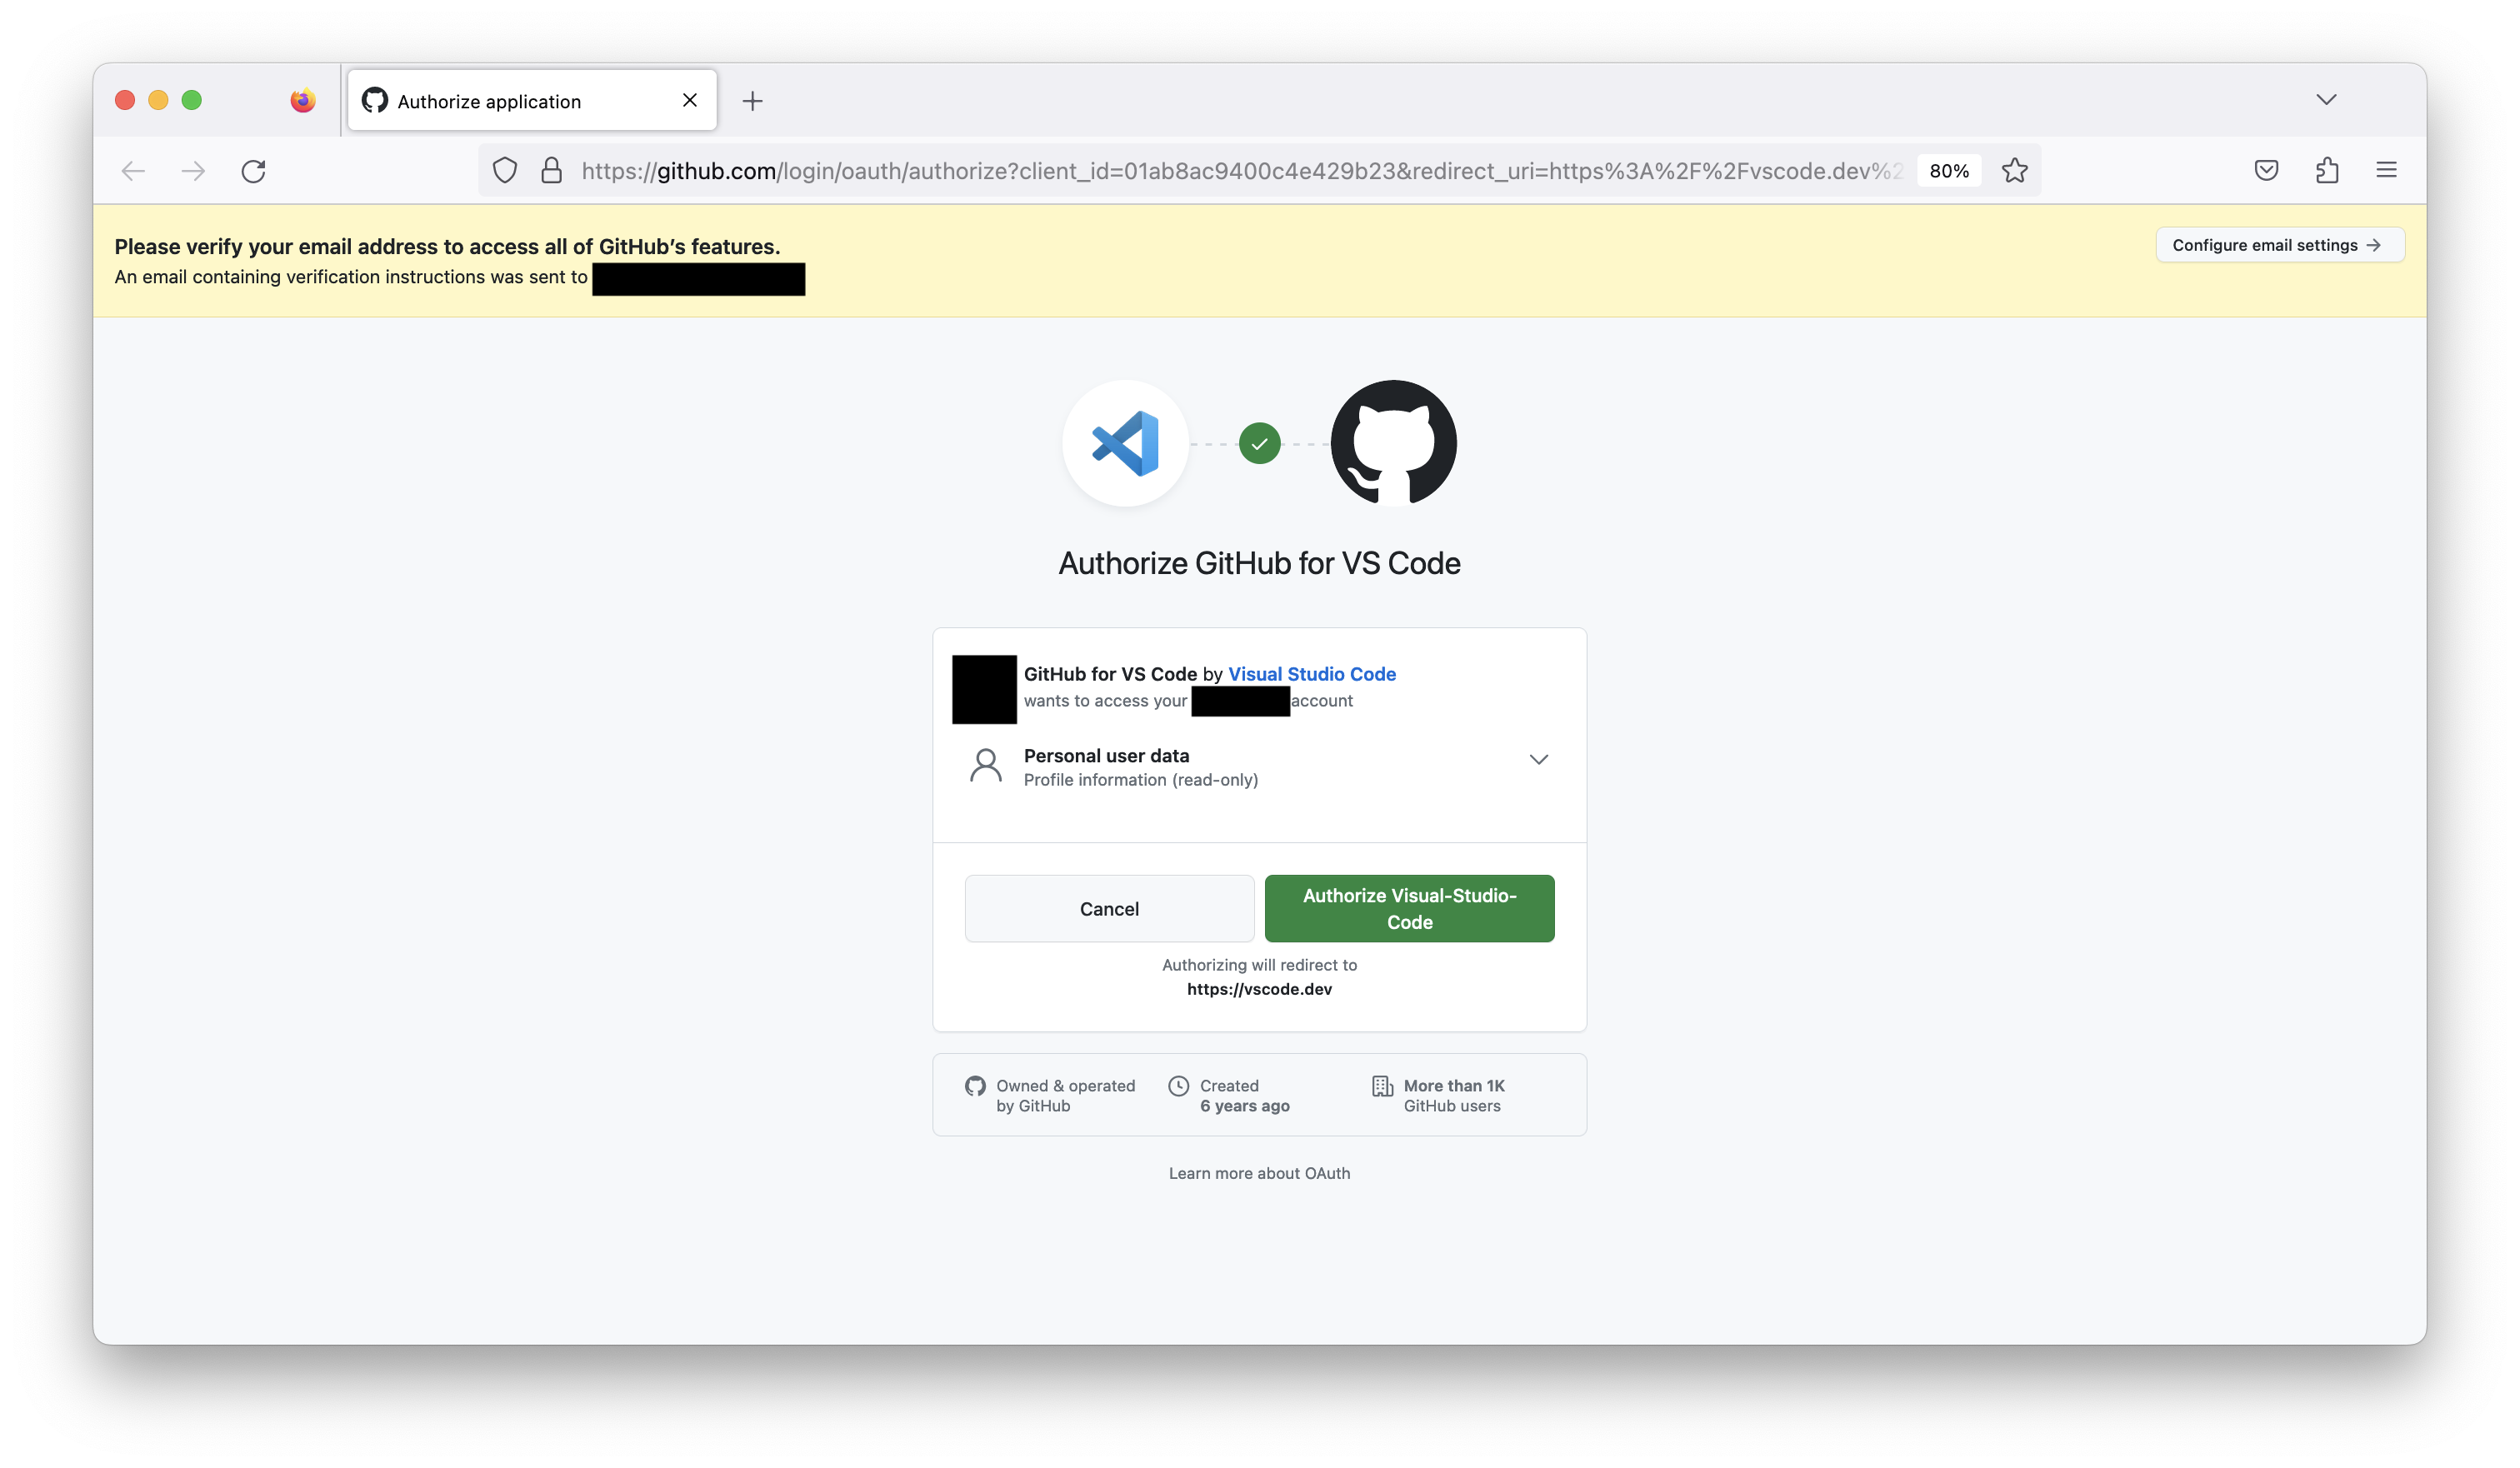 Authorize application
https://github.com/login/oauth/authorize?client_id=01ab8ac9400c4e429b23&redirect_uri=https%3A%2F%2Fvscode.dev%2
80%
Please verify your email address to access all of GitHub’s features.
Configure email settings
An email containing verification instructions was sent to
Authorize GitHub for VS Code
GitHub for VS Code by Visual Studio Code
wants to access your account
Personal user data
Profile information (read-only)
Cancel
Authorize Visual-Studio-
Code
Authorizing will redirect to
https://vscode.dev
Owned & operated
by GitHub
Created
6 years ago
More than 1K
GitHub users
Learn more about OAuth